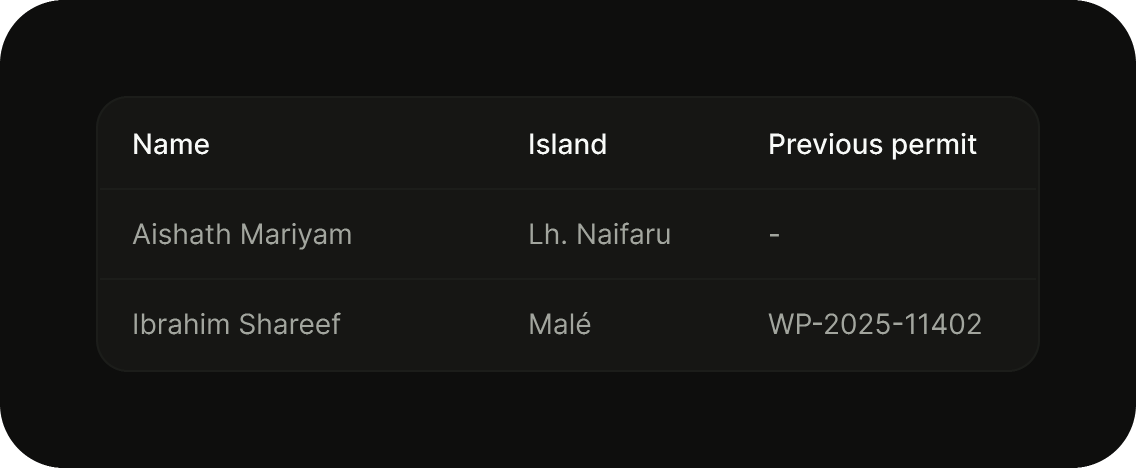 Name Island Previous permit
Aishath Mariyam Lh. Naifaru -
Ibrahim Shareef Malé WP-2025-11402